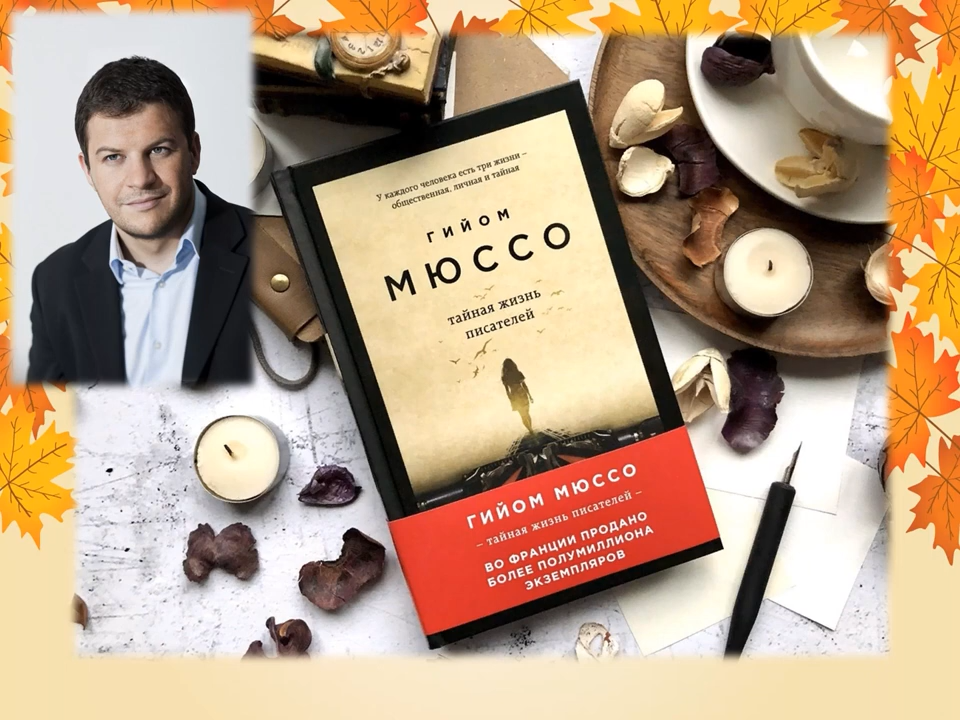 У каждого человека есть три жизни –
общественная, личная и тайная
ГИЙОМ
МЮССО
тайная жизнь
писателей
ГИЙОМ МЮССО
– тайная жизнь писателей –
ВО ФРАНЦИИ ПРОДАНО
БОЛЕЕ ПОЛУМИЛЛИОНА
ЭКЗЕМПЛЯРОВ